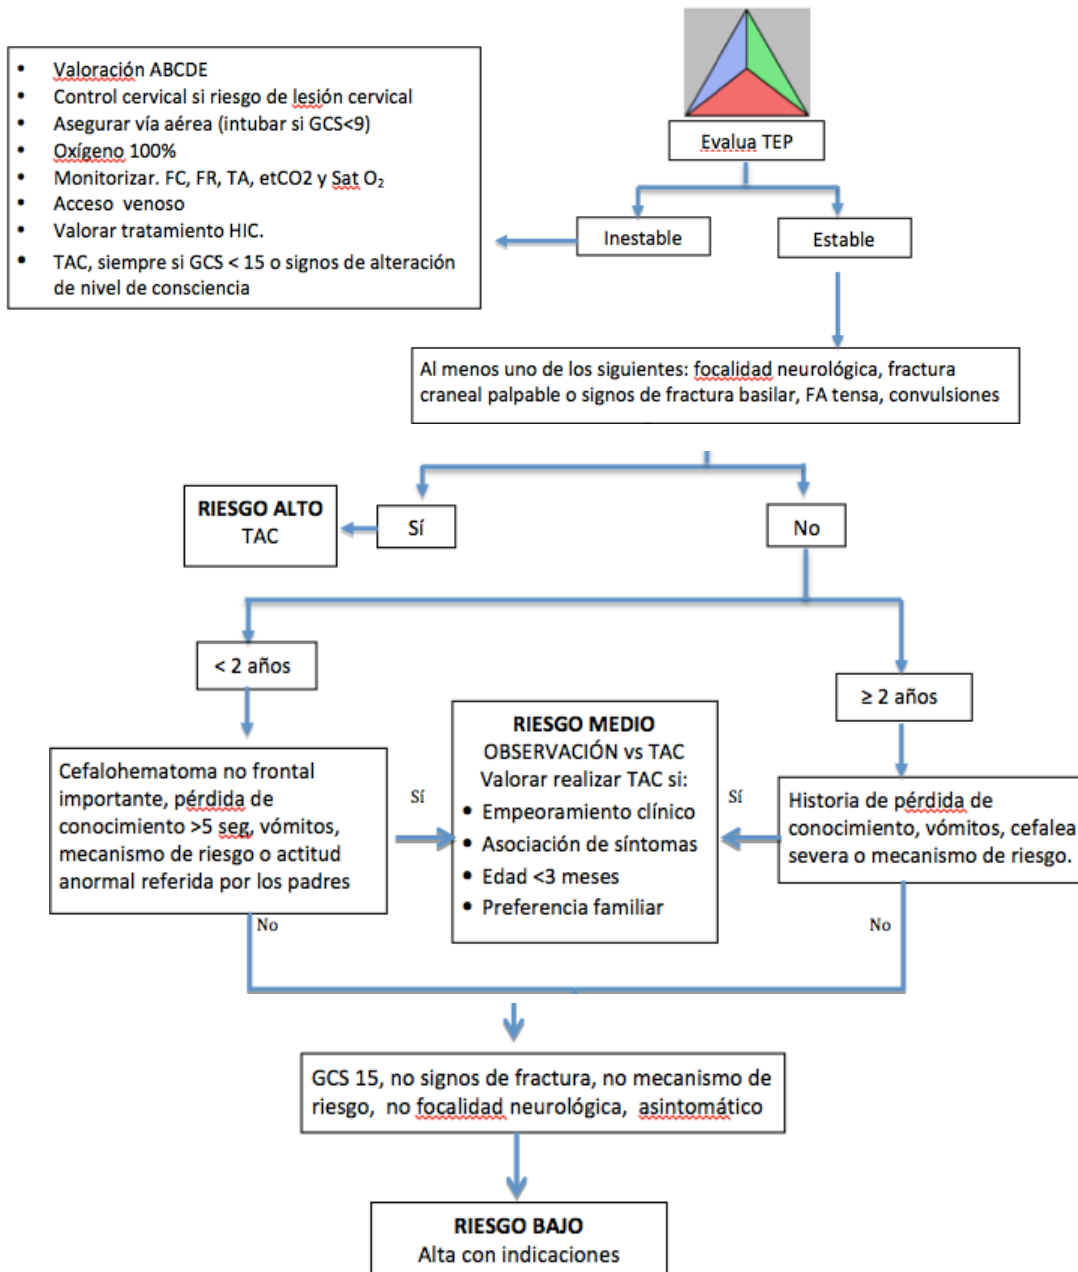 • Valoración ABCDE
• Control cervical si riesgo de lesión cervical
• Asegurar vía aérea (intubar si GCS<9)
• Oxígeno 100%
• Monitorizar. FC, FR, TA, etCO2 y Sat O₂
• Acceso venoso
• Valorar tratamiento HIC.
• TAC, siempre si GCS < 15 o signos de alteración
de nivel de consciencia
Evalua TEP
Inestable
Estable
Al menos uno de los siguientes: focalidad neurológica, fractura
craneal palpable o signos de fractura basilar, FA tensa, convulsiones
RIESGO ALTO
TAC
Sí
No
< 2 años
≥ 2 años
Cefalohematoma no frontal
importante, pérdida de
conocimiento >5 seg, vómitos,
mecanismo de riesgo o actitud
anormal referida por los padres
Sí
RIESGO MEDIO
OBSERVACIÓN vs TAC
Valorar realizar TAC si:
• Empeoramiento clínico
• Asociación de síntomas
• Edad <3 meses
• Preferencia familiar
Sí
Historia de pérdida de
conocimiento, vómitos, cefalea
severa o mecanismo de riesgo.
No
No
GCS 15, no signos de fractura, no mecanismo de
riesgo, no focalidad neurológica, asintomático
RIESGO BAJO
Alta con indicaciones